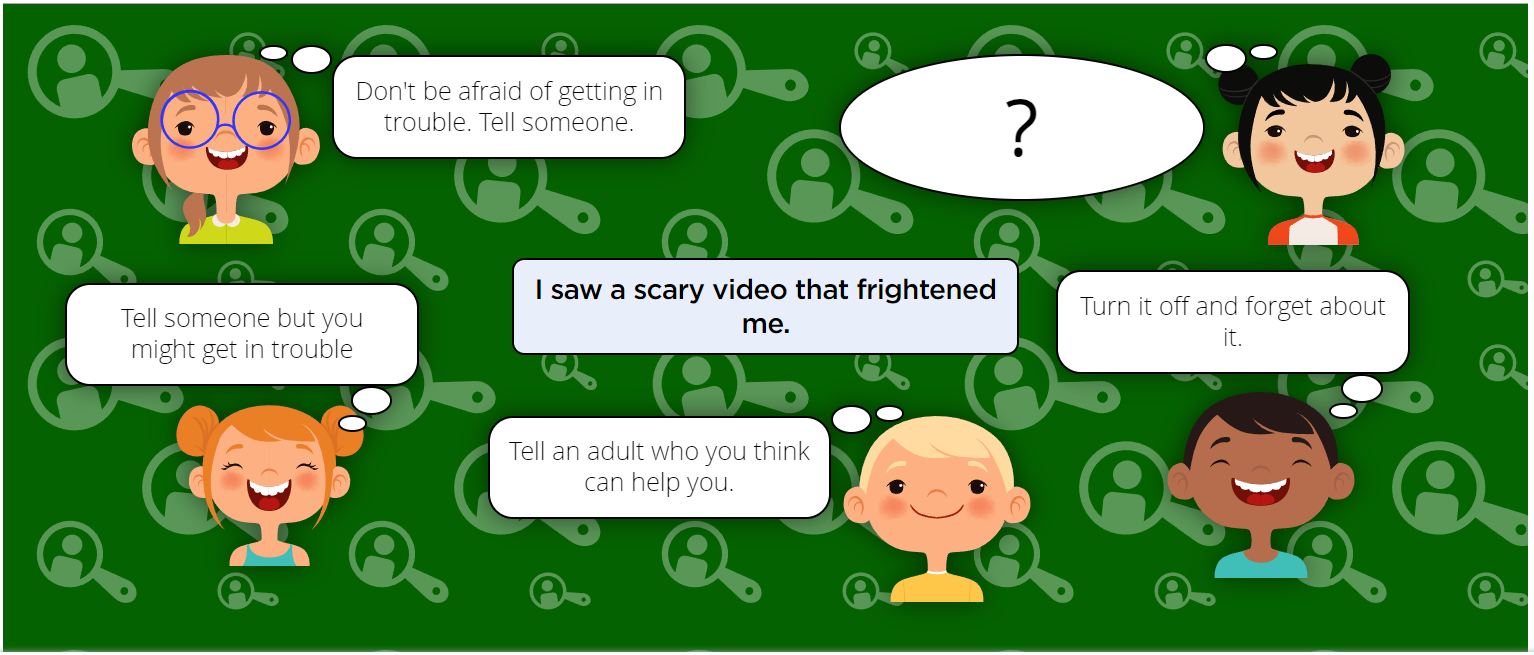 Don't be afraid of getting in
trouble. Tell someone.
?
I saw a scary video that frightened
me.
Tell someone but you
might get in trouble
Turn it off and forget about
it.
Tell an adult who you think
can help you.